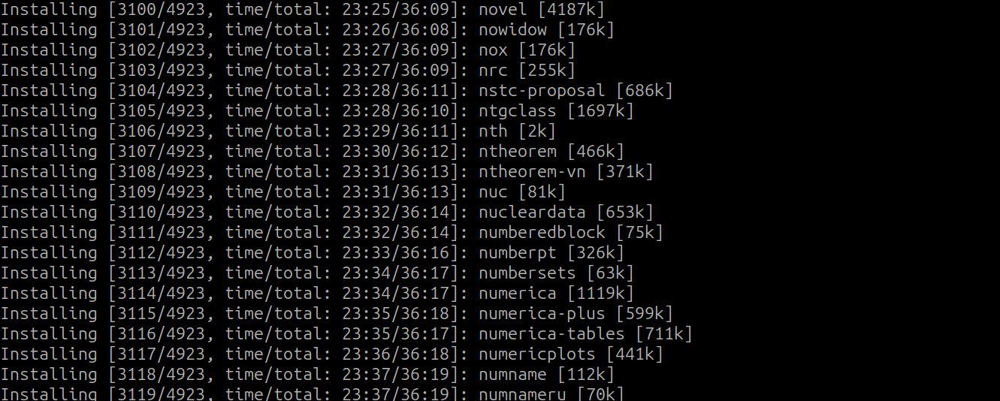 Installing [3100/4923, time/total: 23:25/36:09]: novel [4187k]
Installing [3101/4923, time/total: 23:26/36:08]: nowidow [176k]
Installing [3102/4923, time/total: 23:27/36:09]: nox [176k]
Installing [3103/4923, time/total: 23:27/36:09]: nrc [255k]
Installing [3104/4923, time/total: 23:28/36:11]: nstc-proposal [686k]
Installing [3105/4923, time/total: 23:28/36:10]: ntgclass [1697k]
Installing [3106/4923, time/total: 23:29/36:11]: nth [2k]
Installing [3107/4923, time/total: 23:30/36:12]: ntheorem [466k]
Installing [3108/4923, time/total: 23:31/36:13]: ntheorem-vn [371k]
Installing [3109/4923, time/total: 23:31/36:13]: nuc [81k]
Installing [3110/4923, time/total: 23:32/36:14]: nucleardata [653k]
Installing [3111/4923, time/total: 23:32/36:14]: numberedblock [75k]
Installing [3112/4923, time/total: 23:33/36:16]: numberpt [326k]
Installing [3113/4923, time/total: 23:34/36:17]: numbersets [63k]
Installing [3114/4923, time/total: 23:34/36:17]: numerica [1119k]
Installing [3115/4923, time/total: 23:35/36:18]: numerica-plus [599k]
Installing [3116/4923, time/total: 23:35/36:17]: numerica-tables [711k]
Installing [3117/4923, time/total: 23:36/36:18]: numericplots [441k]
Installing [3118/4923, time/total: 23:37/36:19]: numname [112k]
Installing [3119/4923, time/total: 23:37/36:19]: numnameru [70k]